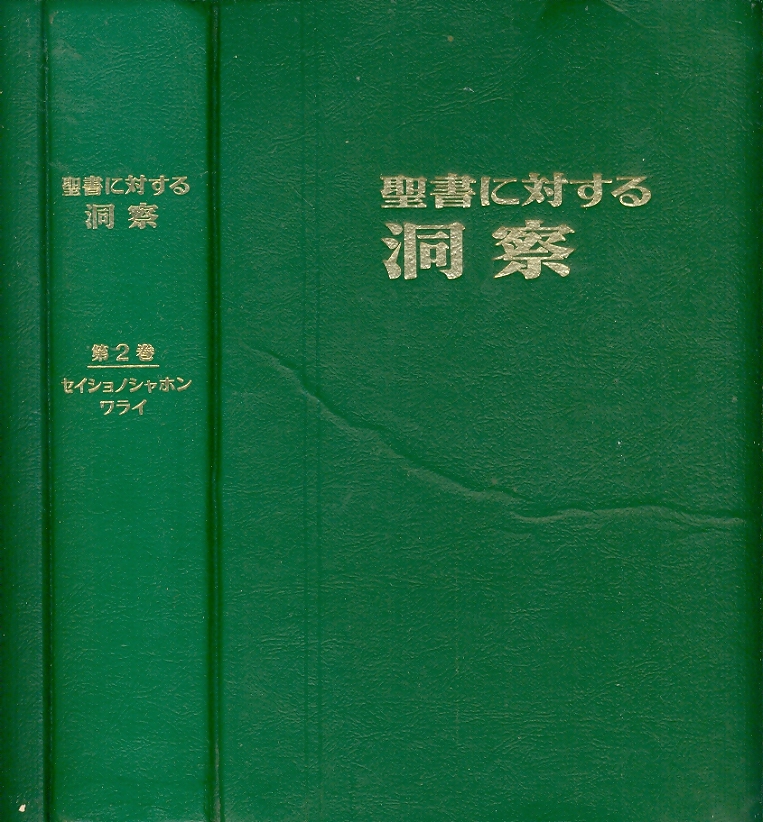 聖書に対する
洞察
第2巻
セイショノシャホン
ワライ
聖書に対する
洞察